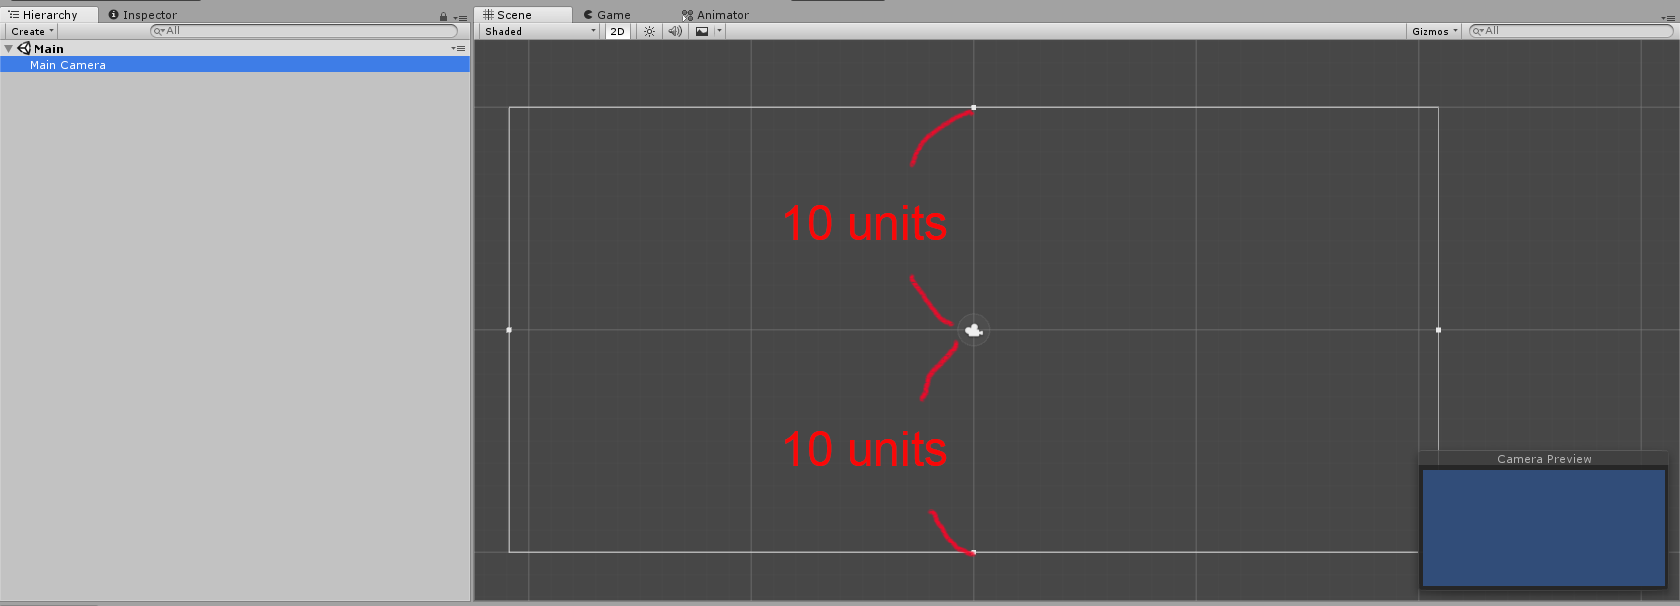 Hierarchy
Inspector
Create
All
Main
Main Camera
Scene
Game
Animator
Shaded
2D
Gizmos
All
10 units
10 units
Camera Preview